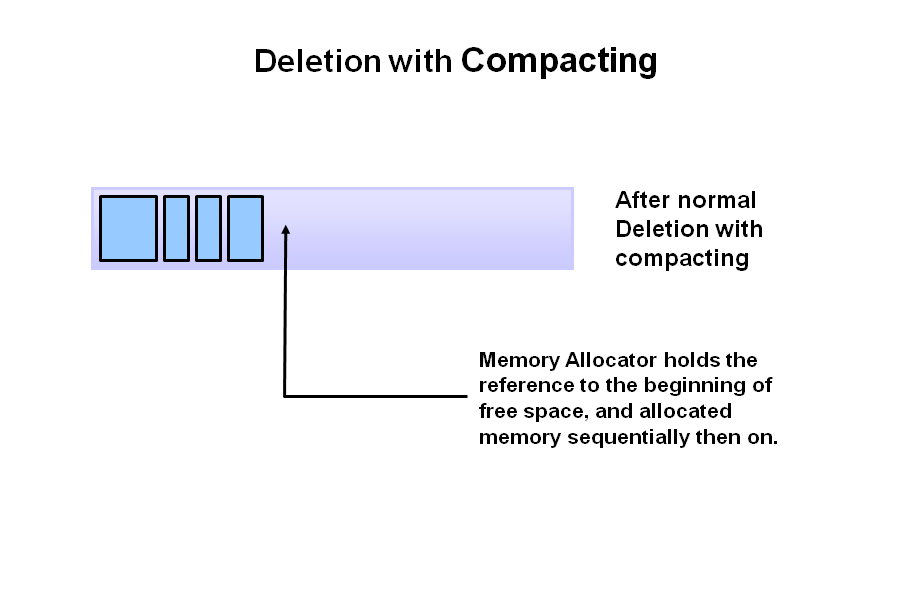 Deletion with Compacting
After normal
Deletion with
compacting
Memory Allocator holds the
reference to the beginning of
free space, and allocated
memory sequentially then on.